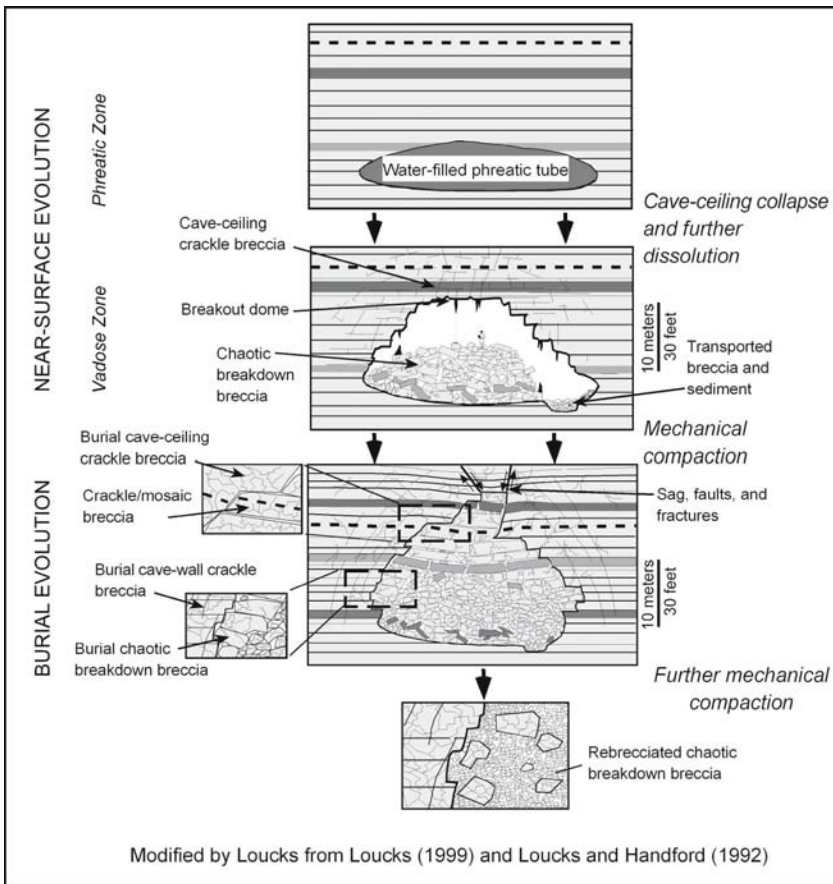 NEAR-SURFACE EVOLUTION
Phreatic Zone
Water-filled phreatic tube
Cave-ceiling collapse
and further
dissolution
Vadose Zone
Cave-ceiling
crackle breccia
Breakout dome
Chaotic
breakdown
breccia
10 meters
30 feet
Transported
breccia and
sediment
Mechanical
compaction
BURIAL EVOLUTION
Burial cave-ceiling
crackle breccia
Crackle/mosaic
breccia
Sag, faults, and
fractures
Burial cave-wall crackle
breccia
Burial chaotic
breakdown breccia
10 meters
30 feet
Further mechanical
compaction
Rebrecciated chaotic
breakdown breccia
Modified by Loucks from Loucks (1999) and Loucks and Handford (1992)